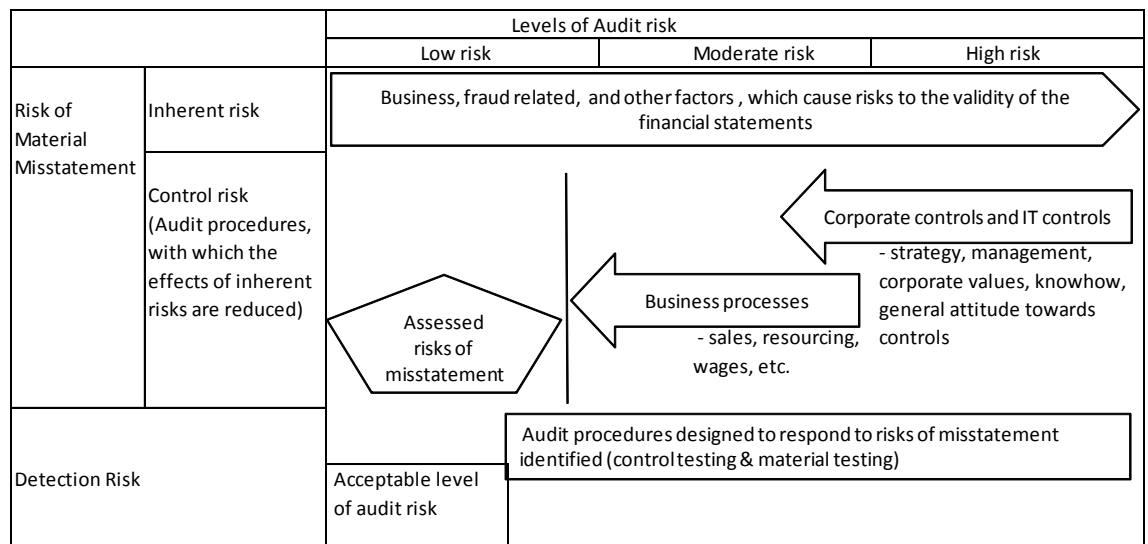 Levels of Audit risk
Low risk
Moderate risk
High risk
Risk of
Material
Misstatement
Inherent risk
Business, fraud related, and other factors , which cause risks to the validity of the
financial statements
Control risk
(Audit procedures,
with which the
effects of inherent
risks are reduced)
Corporate controls and IT controls
- strategy, management,
corporate values, knowhow,
general attitude towards
controls
Business processes
- sales, resourcing,
wages, etc.
Assessed
risks of
misstatement
Detection Risk
Audit procedures designed to respond to risks of misstatement
identified (control testing & material testing)
Acceptable level
of audit risk